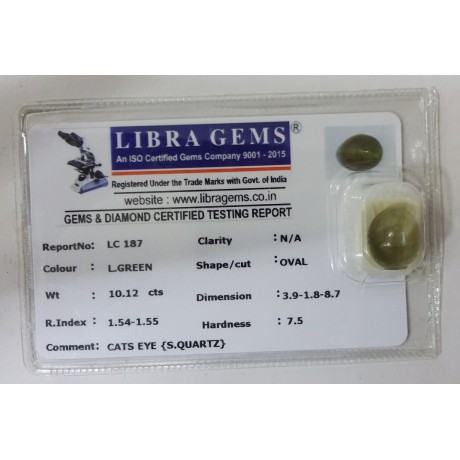 LIBRA GEMS®
An ISO Certified Gems Company 9001 - 2015
Registered Under the Trade Marks with Govt. of India
website : www.libragems.co.in
GEMS & DIAMOND CERTIFIED TESTING REPORT
ReportNo: LC 187 Clarity : N/A
Colour : L.GREEN Shape/cut : OVAL
Wt : 10.12 cts Dimension : 3.9-1.8-8.7
R.Index : 1.54-1.55 Hardness : 7.5
Comment: CATS EYE {S.QUARTZ}